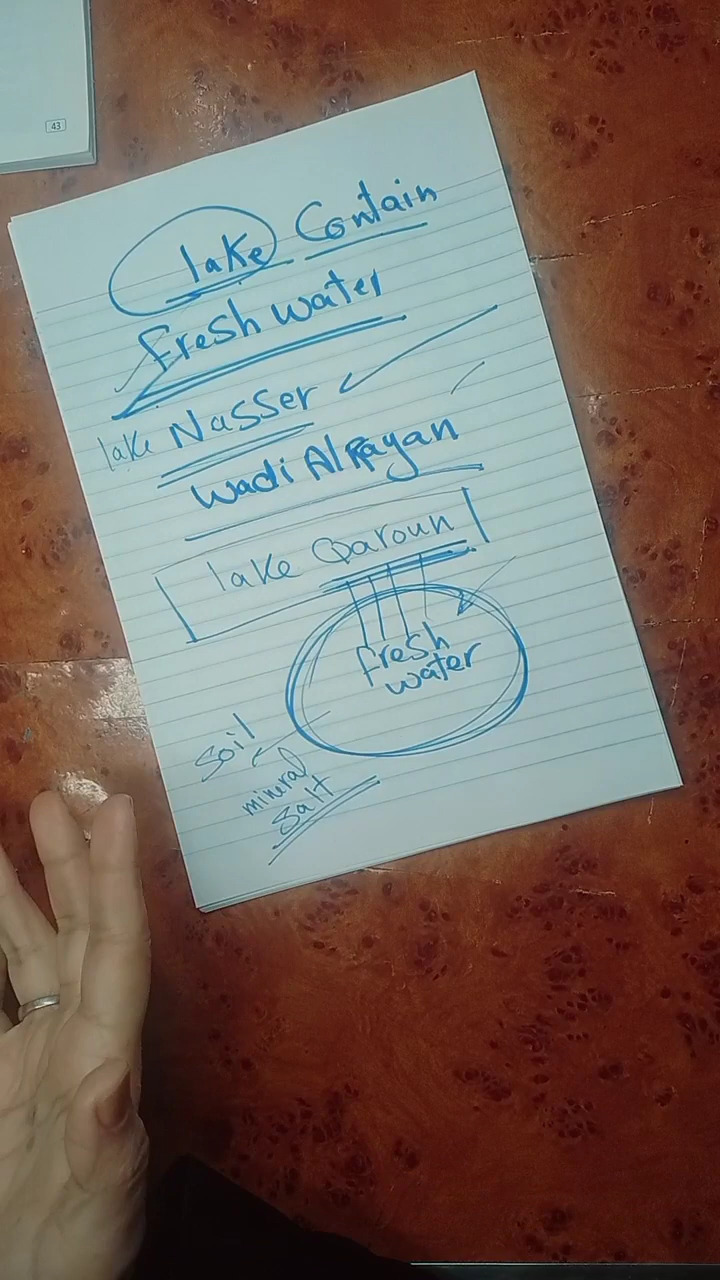 43
lake Contain
fresh water
lake Nasser
wadi AlRayan
lake Qaroun
fresh
water
soil
mineral
salt